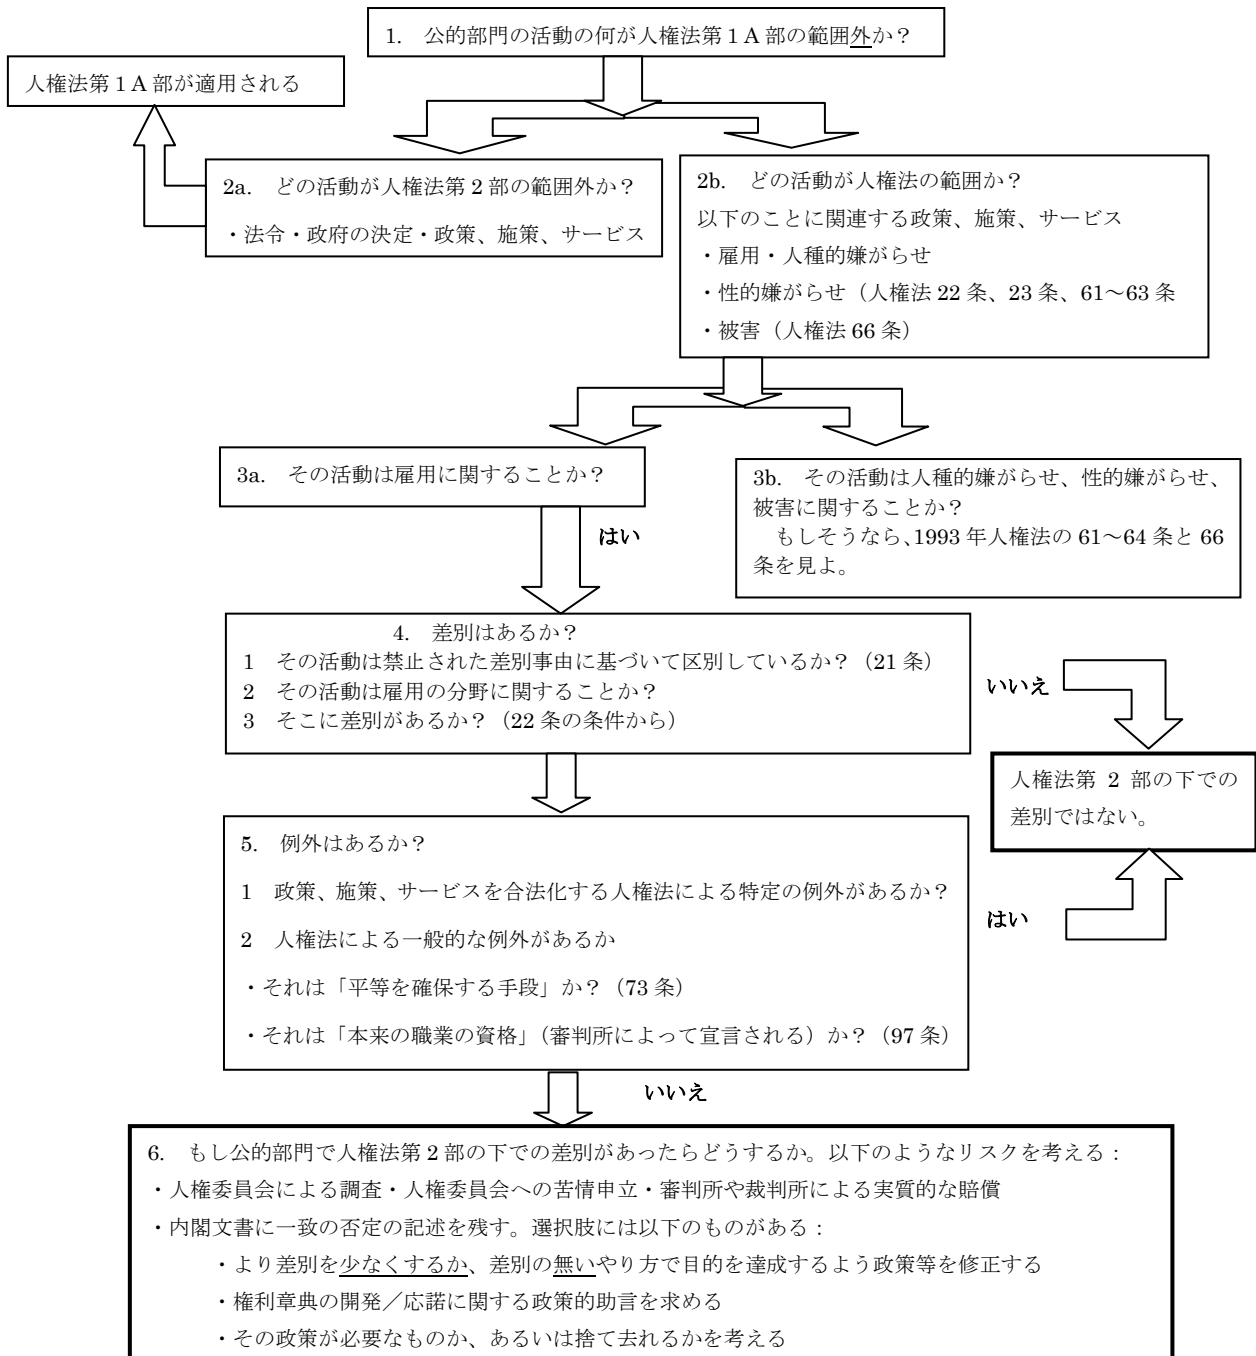 1. 公的部門の活動の何が人権法第1A部の範囲外か？
人権法第1A部が適用される
2a. どの活動が人権法第2部の範囲外か？
・法令・政府の決定・政策、施策、サービス
2b. どの活動が人権法の範囲か？
以下のことに関連する政策、施策、サービス
・雇用・人種的嫌がらせ
・性的嫌がらせ（人権法22条、23条、61～63条
・被害（人権法66条）
3a. その活動は雇用に関することか？
3b. その活動は人種的嫌がらせ、性的嫌がらせ、
被害に関することか？
もしそうなら、1993年人権法の61～64条と66
条を見よ。
はい
4. 差別はあるか？
1 その活動は禁止された差別事由に基づいて区別しているか？（21条）
2 その活動は雇用の分野に関することか？
3 そこに差別があるか？（22条の条件から）
いいえ
人権法第 2 部の下での
差別ではない。
5. 例外はあるか？
1 政策、施策、サービスを合法化する人権法による特定の例外があるか？
2 人権法による一般的な例外があるか
・それは「平等を確保する手段」か？（73条）
・それは「本来の職業の資格」（審判所によって宣言される）か？（97条）
はい
いいえ
6. もし公的部門で人権法第2部の下での差別があったらどうするか。以下のようなリスクを考える：
・人権委員会による調査・人権委員会への苦情申立・審判所や裁判所による実質的な賠償
・内閣文書に一致の否定の記述を残す。選択肢には以下のものがある：
・より差別を少なくするか、差別の無いやり方で目的を達成するよう政策等を修正する
・権利章典の開発／応諾に関する政策的助言を求める
・その政策が必要なものか、あるいは捨て去れるかを考える